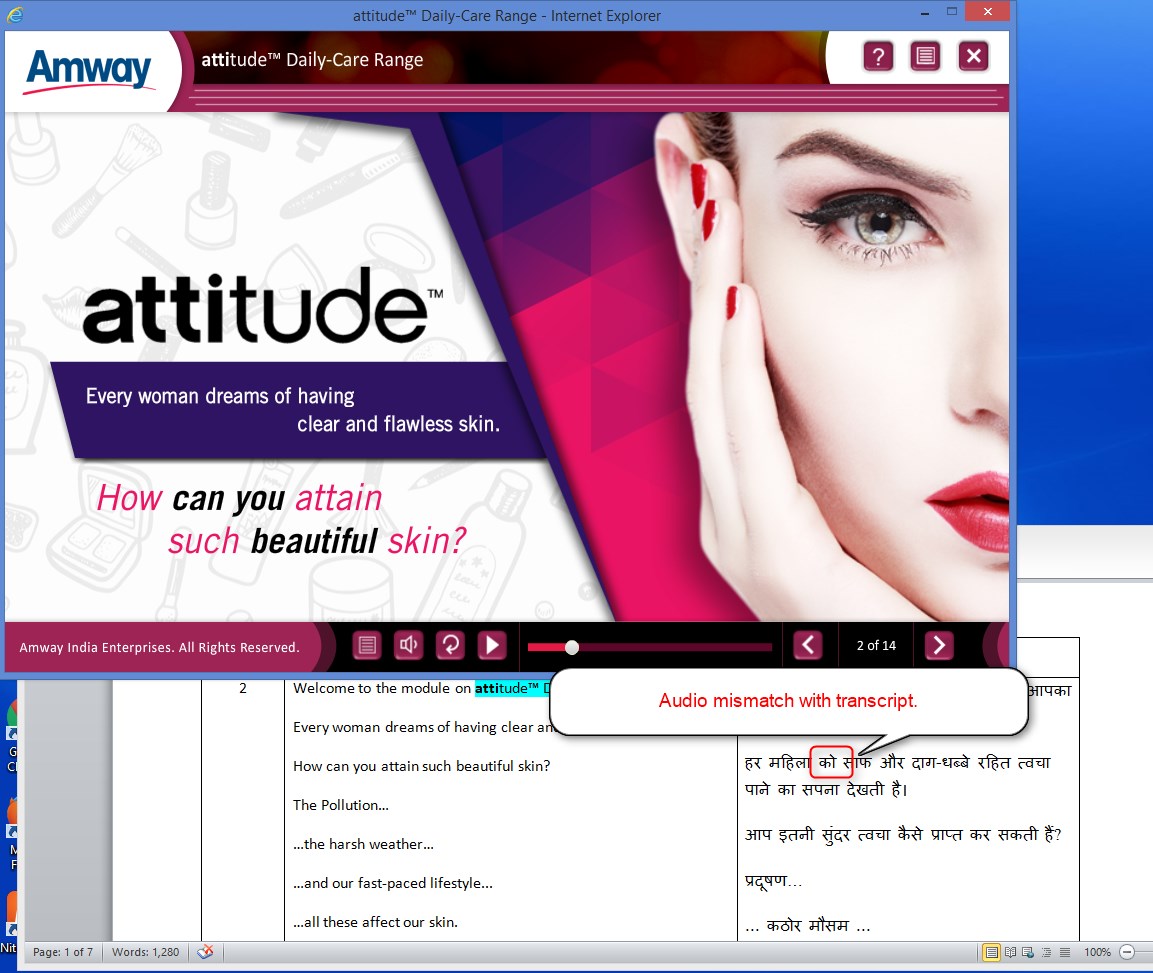 attitude™ Daily-Care Range - Internet Explorer
Amway
attitude™ Daily-Care Range
attitude™
Every woman dreams of having
clear and flawless skin.
How can you attain
such beautiful skin?
Amway India Enterprises. All Rights Reserved.
2 of 14
Audio mismatch with transcript.
2
Welcome to the module on attitude™
Every woman dreams of having clear
How can you attain such beautiful skin?
The Pollution...
...the harsh weather...
...and our fast-paced lifestyle...
...all these affect our skin.
आपका
हर महिला को साफ और दाग-धब्बे रहित त्वचा
पाने का सपना देखती है।
आप इतनी सुंदर त्वचा कैसे प्राप्त कर सकती हैं?
प्रदूषण...
... कठोर मौसम ...
Page: 1 of 7
Words: 1,280
100%